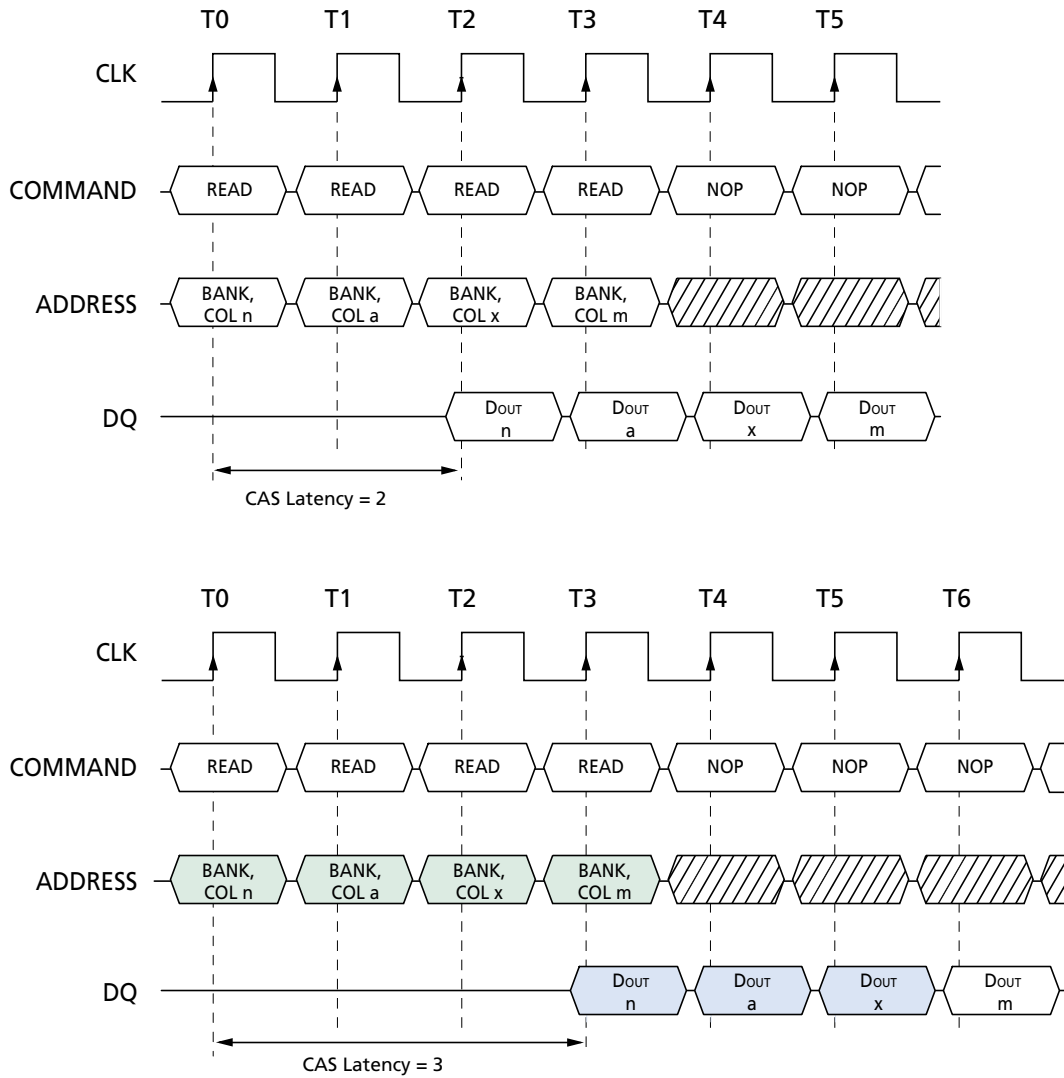 T0 T1 T2 T3 T4 T5
CLK
COMMAND READ READ READ READ NOP NOP
BANK, BANK, BANK, BANK,
ADDRESS
COL n COL a COL x COL m
DOUT DOUT DOUT DOUT
DQ
n a x m
CAS Latency = 2
T0 T1 T2 T3 T4 T5 T6
CLK
COMMAND READ READ READ READ NOP NOP NOP
BANK, BANK, BANK, BANK,
ADDRESS
COL n COL a COL x COL m
DOUT DOUT DOUT DOUT
DQ
n a x m
CAS Latency = 3